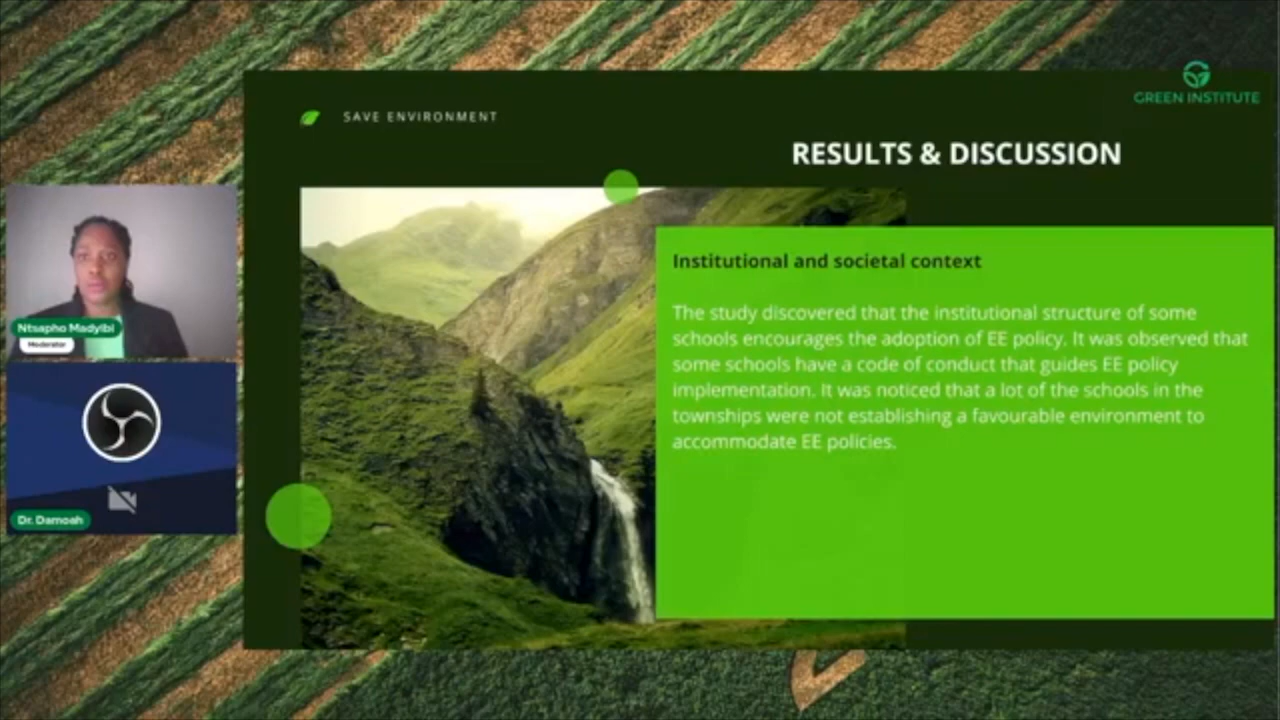 GREEN INSTITUTE
SAVE ENVIRONMENT
RESULTS & DISCUSSION
Institutional and societal context
The study discovered that the institutional structure of some
schools encourages the adoption of EE policy. It was observed that
some schools have a code of conduct that guides EE policy
implementation. It was noticed that a lot of the schools in the
townships were not establishing a favourable environment to
accommodate EE policies.
Ntsapho Madyibi
Moderator
Dr. Damoah